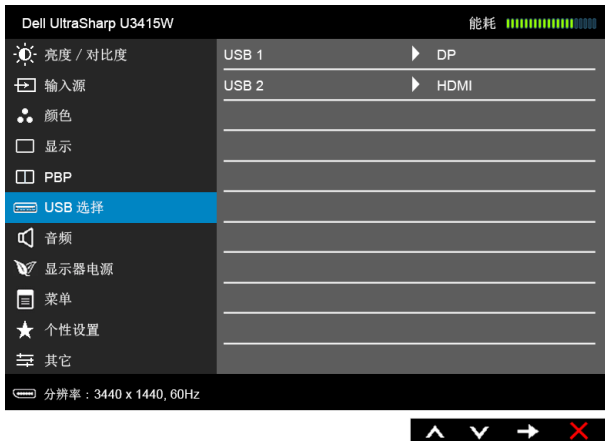 Dell UltraSharp U3415W
能耗
亮度 / 对比度
USB 1
DP
输入源
USB 2
HDMI
颜色
显示
PBP
USB 选择
音频
显示器电源
菜单
个性设置
其它
分辨率：3440 x 1440, 60Hz